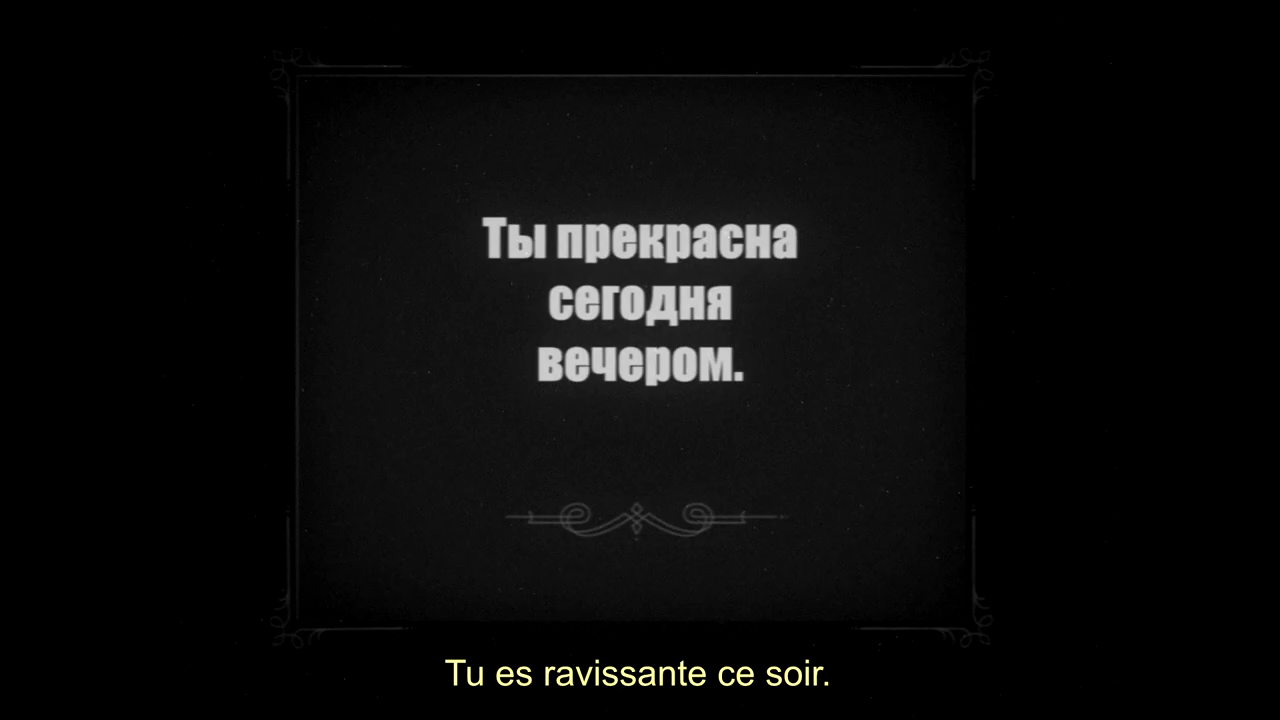 Ты прекрасна
сегодня
вечером.
Tu es ravissante ce soir.